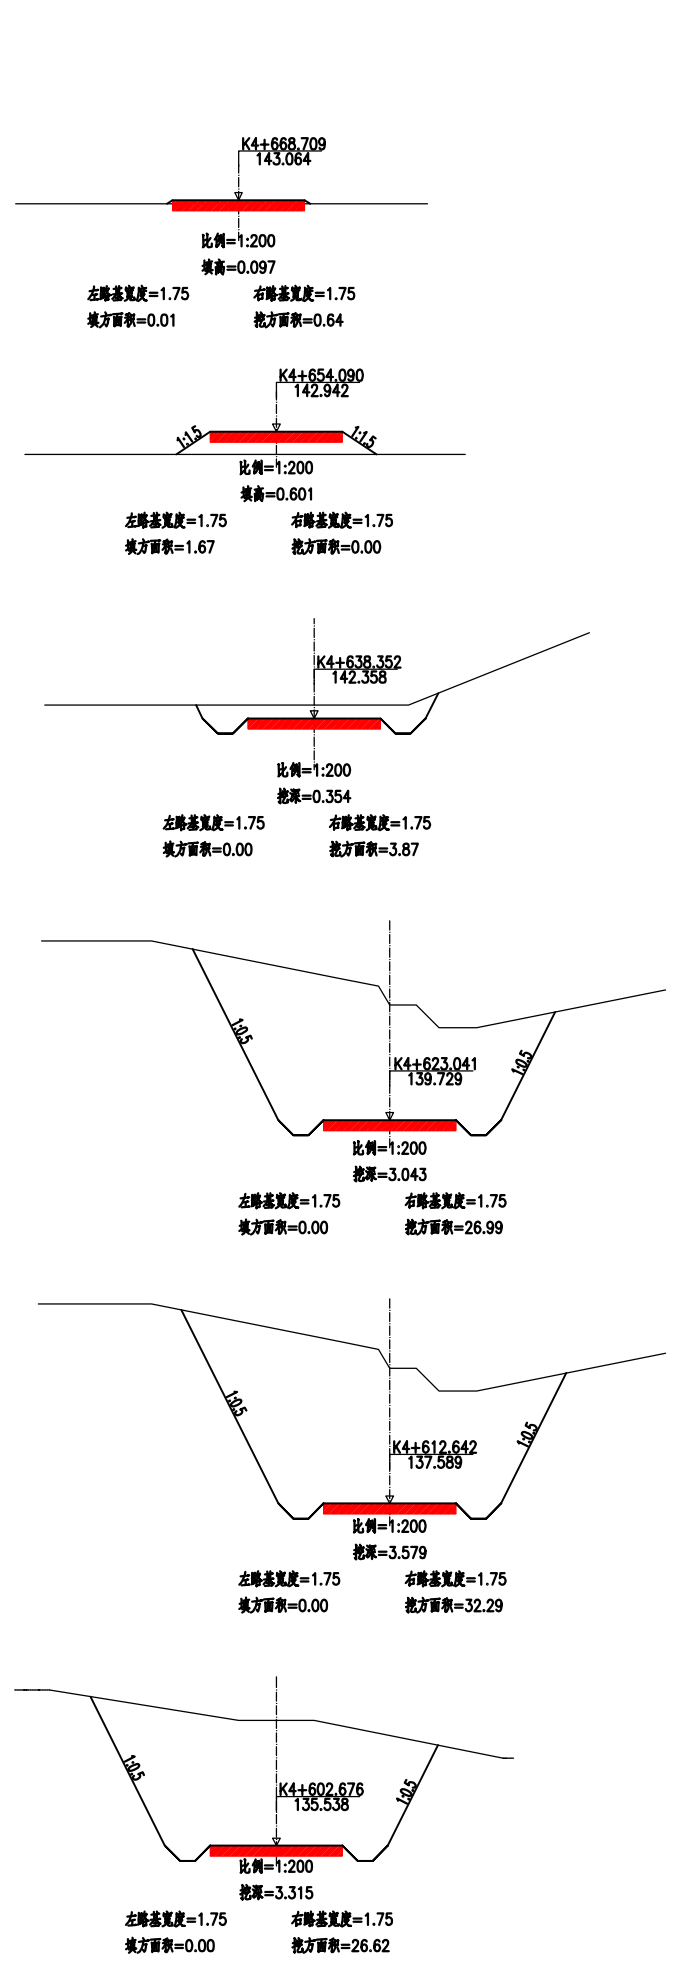 K4+668.709
143.064
比例=1:200
填高=0.097
左路基宽度=1.75 右路基宽度=1.75
填方面积=0.01 挖方面积=0.64
K4+654.090
142.942
1:1.5 1:1.5
比例=1:200
填高=0.601
左路基宽度=1.75 右路基宽度=1.75
填方面积=1.67 挖方面积=0.00
K4+638.352
142.358
比例=1:200
挖深=0.354
左路基宽度=1.75 右路基宽度=1.75
填方面积=0.00 挖方面积=3.87
1:0.5 1:0.5
K4+623.041
139.729
比例=1:200
挖深=3.043
左路基宽度=1.75 右路基宽度=1.75
填方面积=0.00 挖方面积=26.99
1:0.5 1:0.5
K4+612.642
137.589
比例=1:200
挖深=3.579
左路基宽度=1.75 右路基宽度=1.75
填方面积=0.00 挖方面积=32.29
1:0.5 1:0.5
K4+602.676
135.538
比例=1:200
挖深=3.315
左路基宽度=1.75 右路基宽度=1.75
填方面积=0.00 挖方面积=26.62